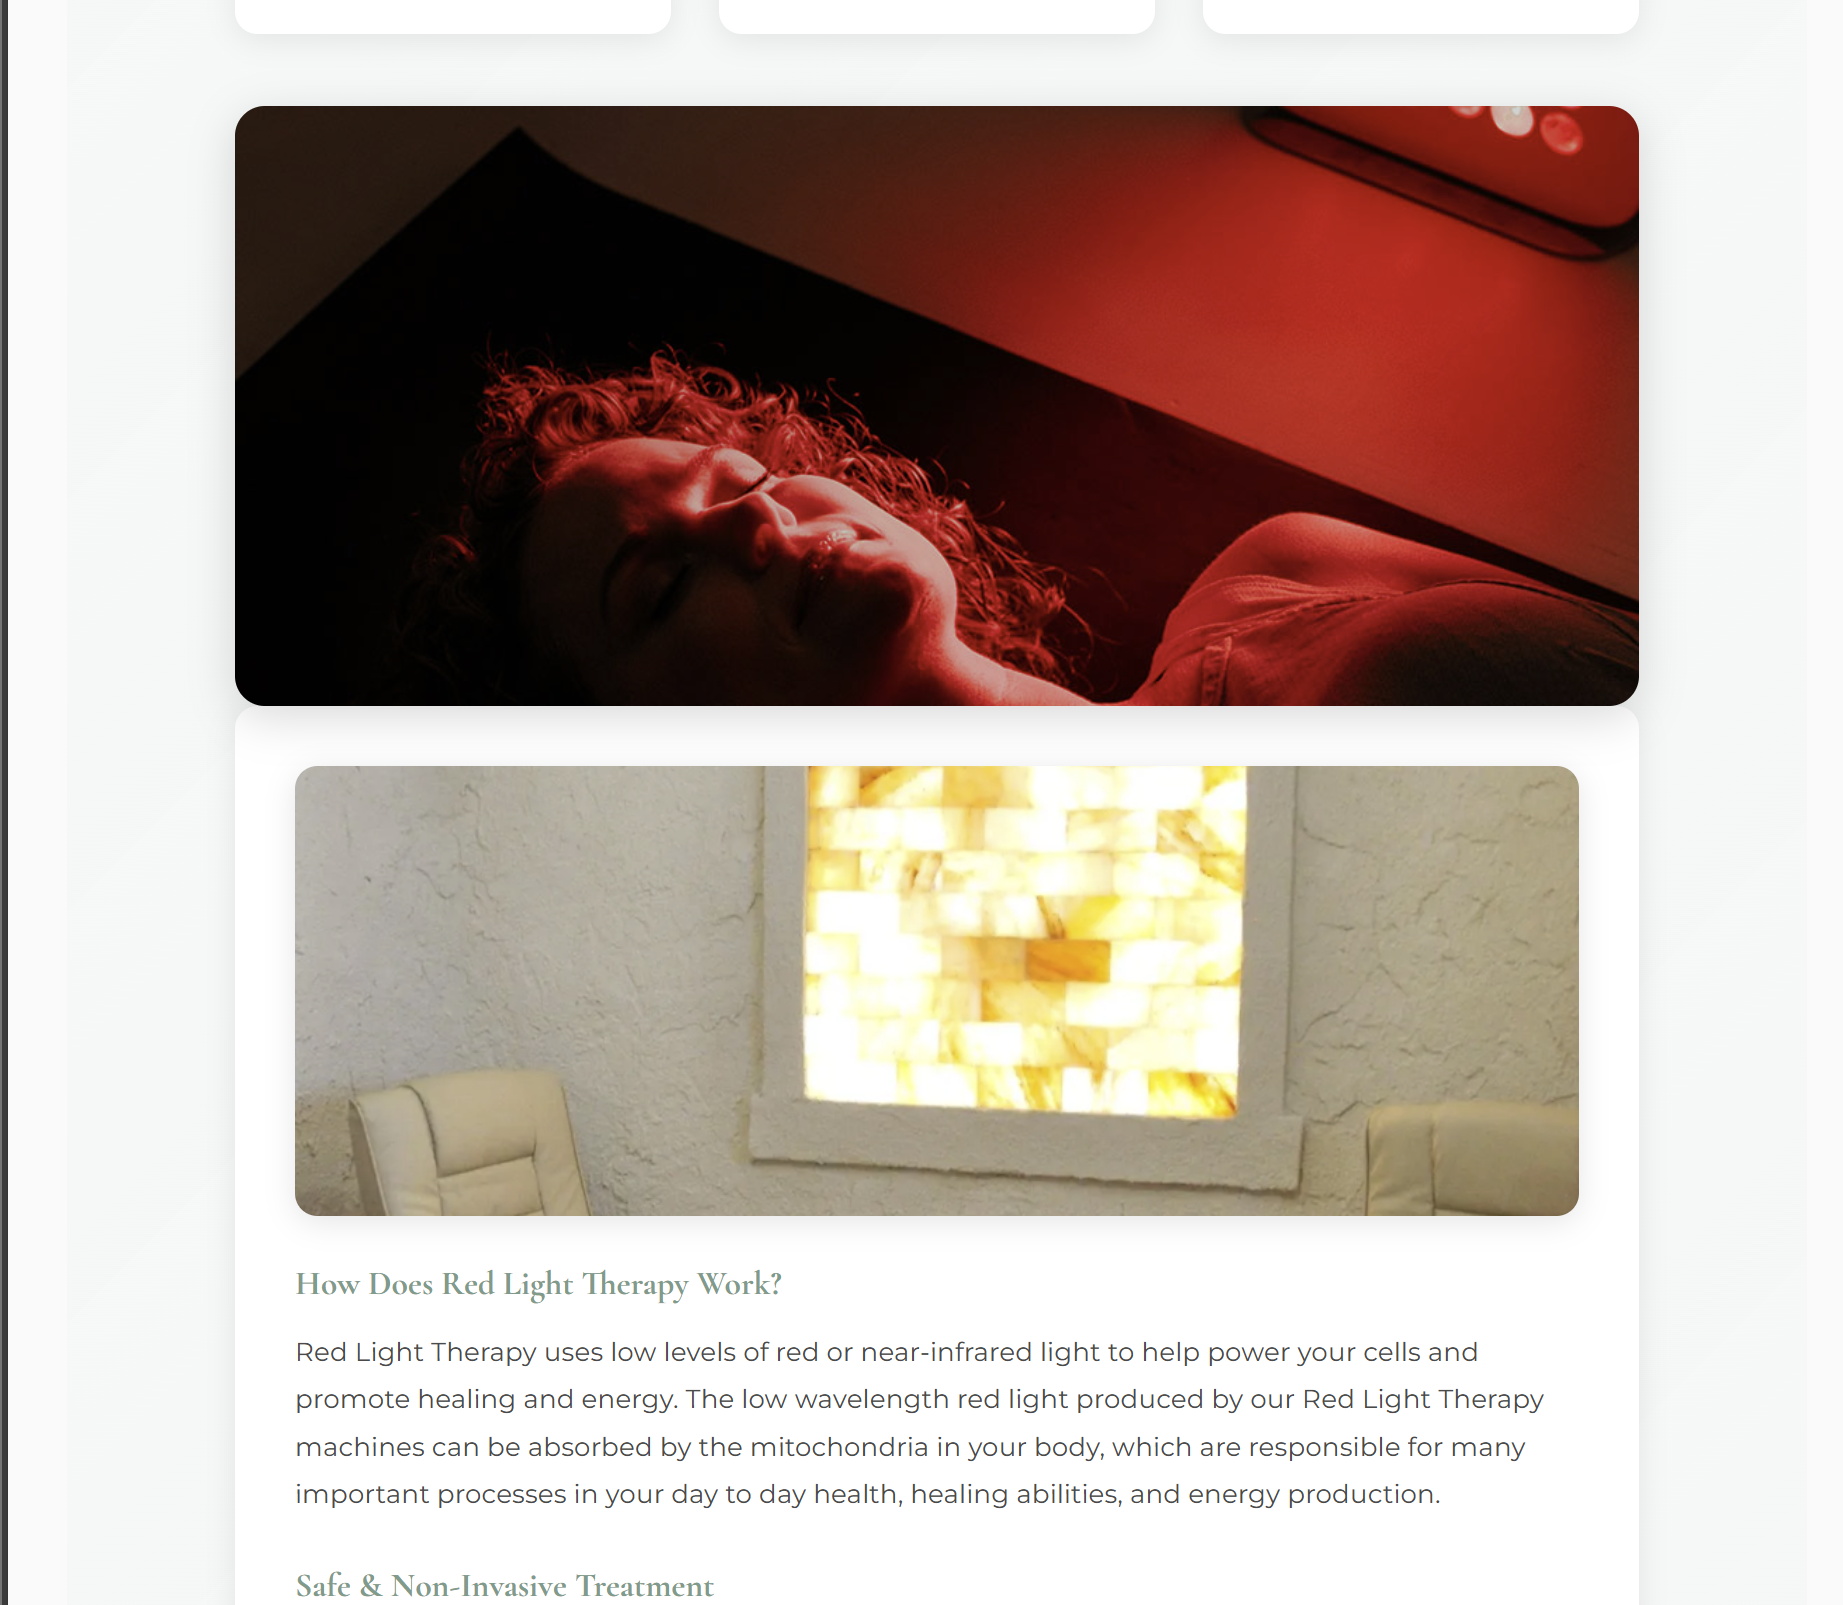 How Does Red Light Therapy Work?
Red Light Therapy uses low levels of red or near-infrared light to help power your cells and
promote healing and energy. The low wavelength red light produced by our Red Light Therapy
machines can be absorbed by the mitochondria in your body, which are responsible for many
important processes in your day to day health, healing abilities, and energy production.
Safe & Non-Invasive Treatment